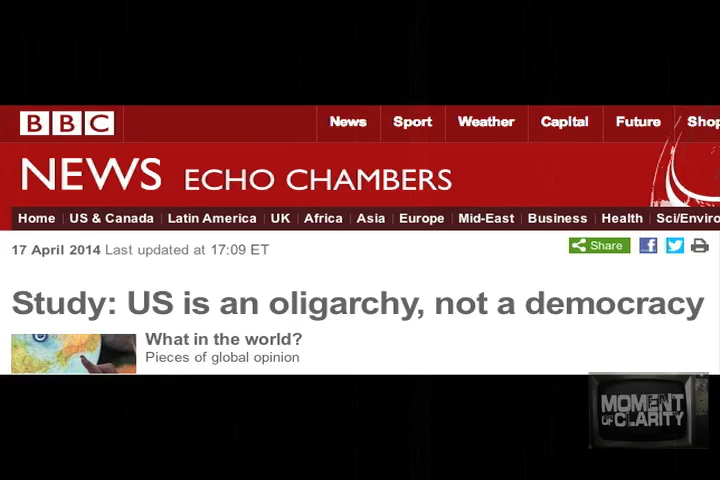 BBC News Sport Weather Capital Future Shop
NEWS ECHO CHAMBERS
Home US & Canada Latin America UK Africa Asia Europe Mid-East Business Health Sci/Enviro
17 April 2014 Last updated at 17:09 ET Share
Study: US is an oligarchy, not a democracy
What in the world?
Pieces of global opinion
MOMENT
OF CLARITY